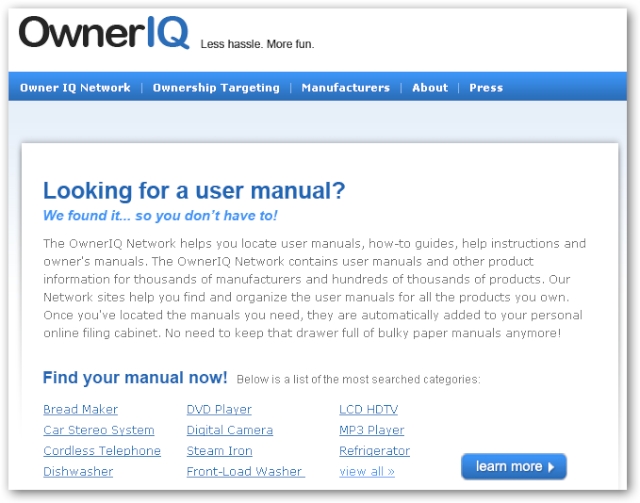 OwnerIQ Less hassle. More fun.
Owner IQ Network | Ownership Targeting | Manufacturers | About | Press
Looking for a user manual?
We found it... so you don't have to!
The OwnerIQ Network helps you locate user manuals, how-to guides, help instructions and
owner's manuals. The OwnerIQ Network contains user manuals and other product
information for thousands of manufacturers and hundreds of thousands of products. Our
Network sites help you find and organize the user manuals for all the products you own.
Once you've located the manuals you need, they are automatically added to your personal
online filing cabinet. No need to keep that drawer full of bulky paper manuals anymore!
Find your manual now! Below is a list of the most searched categories:
Bread Maker DVD Player LCD HDTV
Car Stereo System Digital Camera MP3 Player
Cordless Telephone Steam Iron Refrigerator
Dishwasher Front-Load Washer view all »
learn more